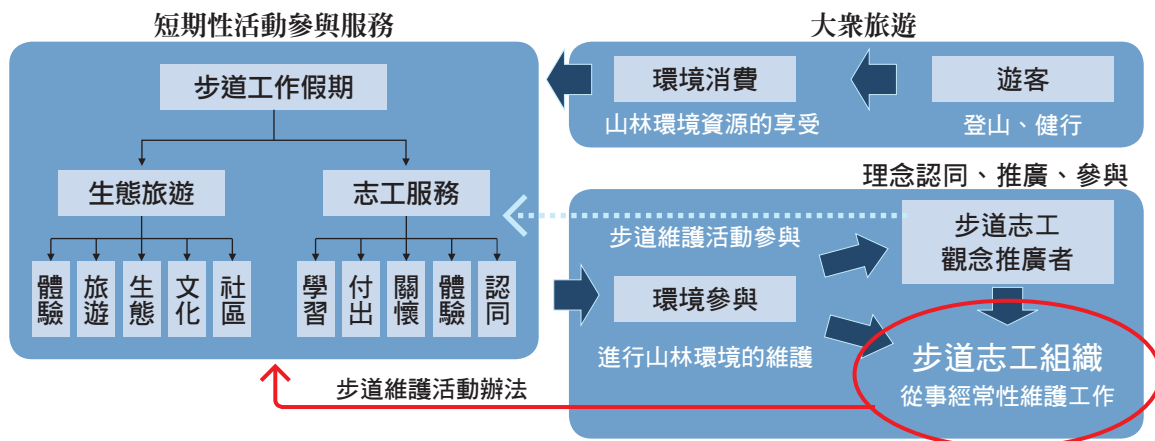 短期性活動參與服務
步道工作假期
生態旅遊
志工服務
體驗
旅遊
生態
文化
社區
學習
付出
關懷
體驗
認同
大衆旅遊
環境消費
遊客
山林環境資源的享受
登山、健行
理念認同、推廣、參與
步道志工
觀念推廣者
步道維護活動參與
環境參與
進行山林環境的維護
步道志工組織
從事經常性維護工作
步道維護活動辦法